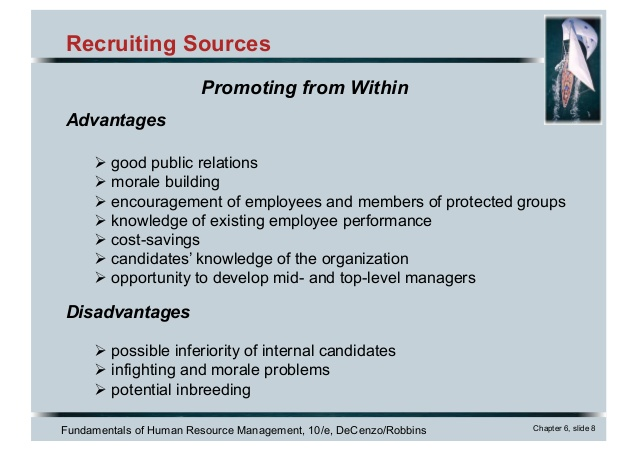 Recruiting Sources
Promoting from Within
Advantages
➢ good public relations
➢ morale building
➢ encouragement of employees and members of protected groups
➢ knowledge of existing employee performance
➢ cost-savings
➢ candidates’ knowledge of the organization
➢ opportunity to develop mid- and top-level managers
Disadvantages
➢ possible inferiority of internal candidates
➢ infighting and morale problems
➢ potential inbreeding
Fundamentals of Human Resource Management, 10/e, DeCenzo/Robbins
Chapter 6, slide 8